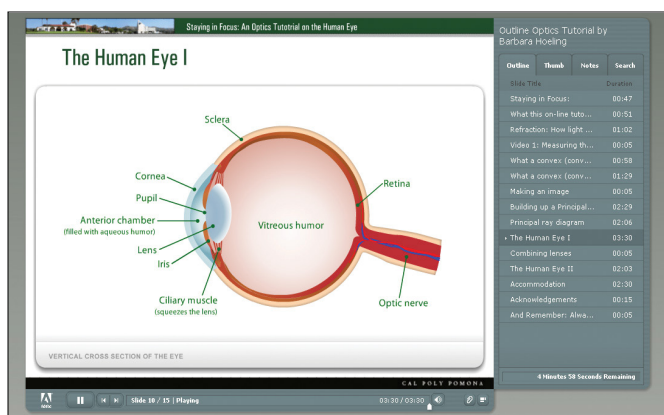 Staying in Focus: An Optics Tutotrial on the Human Eye
The Human Eye I
Sclera
Cornea
Pupil
Anterior chamber
(filled with aqueous humor)
Lens
Iris
Ciliary muscle
(squeezes the lens)
Vitreous humor
Retina
Optic nerve
VERTICAL CROSS SECTION OF THE EYE
CAL POLY POMONA
Adobe
Slide 10 / 15 | Playing
03:30 / 03:30
Outline Optics Tutorial by
Barbara Hoeling
Outline Thumb Notes Search
Slide Title Duration
Staying in Focus: 00:47
What this on-line tuto... 00:51
Refraction: How light ... 01:02
Video 1: Measuring th... 00:05
What a convex (conv... 00:58
What a convex (conv... 01:29
Making an image 00:05
Building up a Principal... 02:29
Principal ray diagram 02:06
The Human Eye I 03:30
Combining lenses 00:05
The Human Eye II 02:03
Accommodation 02:30
Acknowledgements 00:15
And Remember: Alwa... 00:05
4 Minutes 58 Seconds Remaining